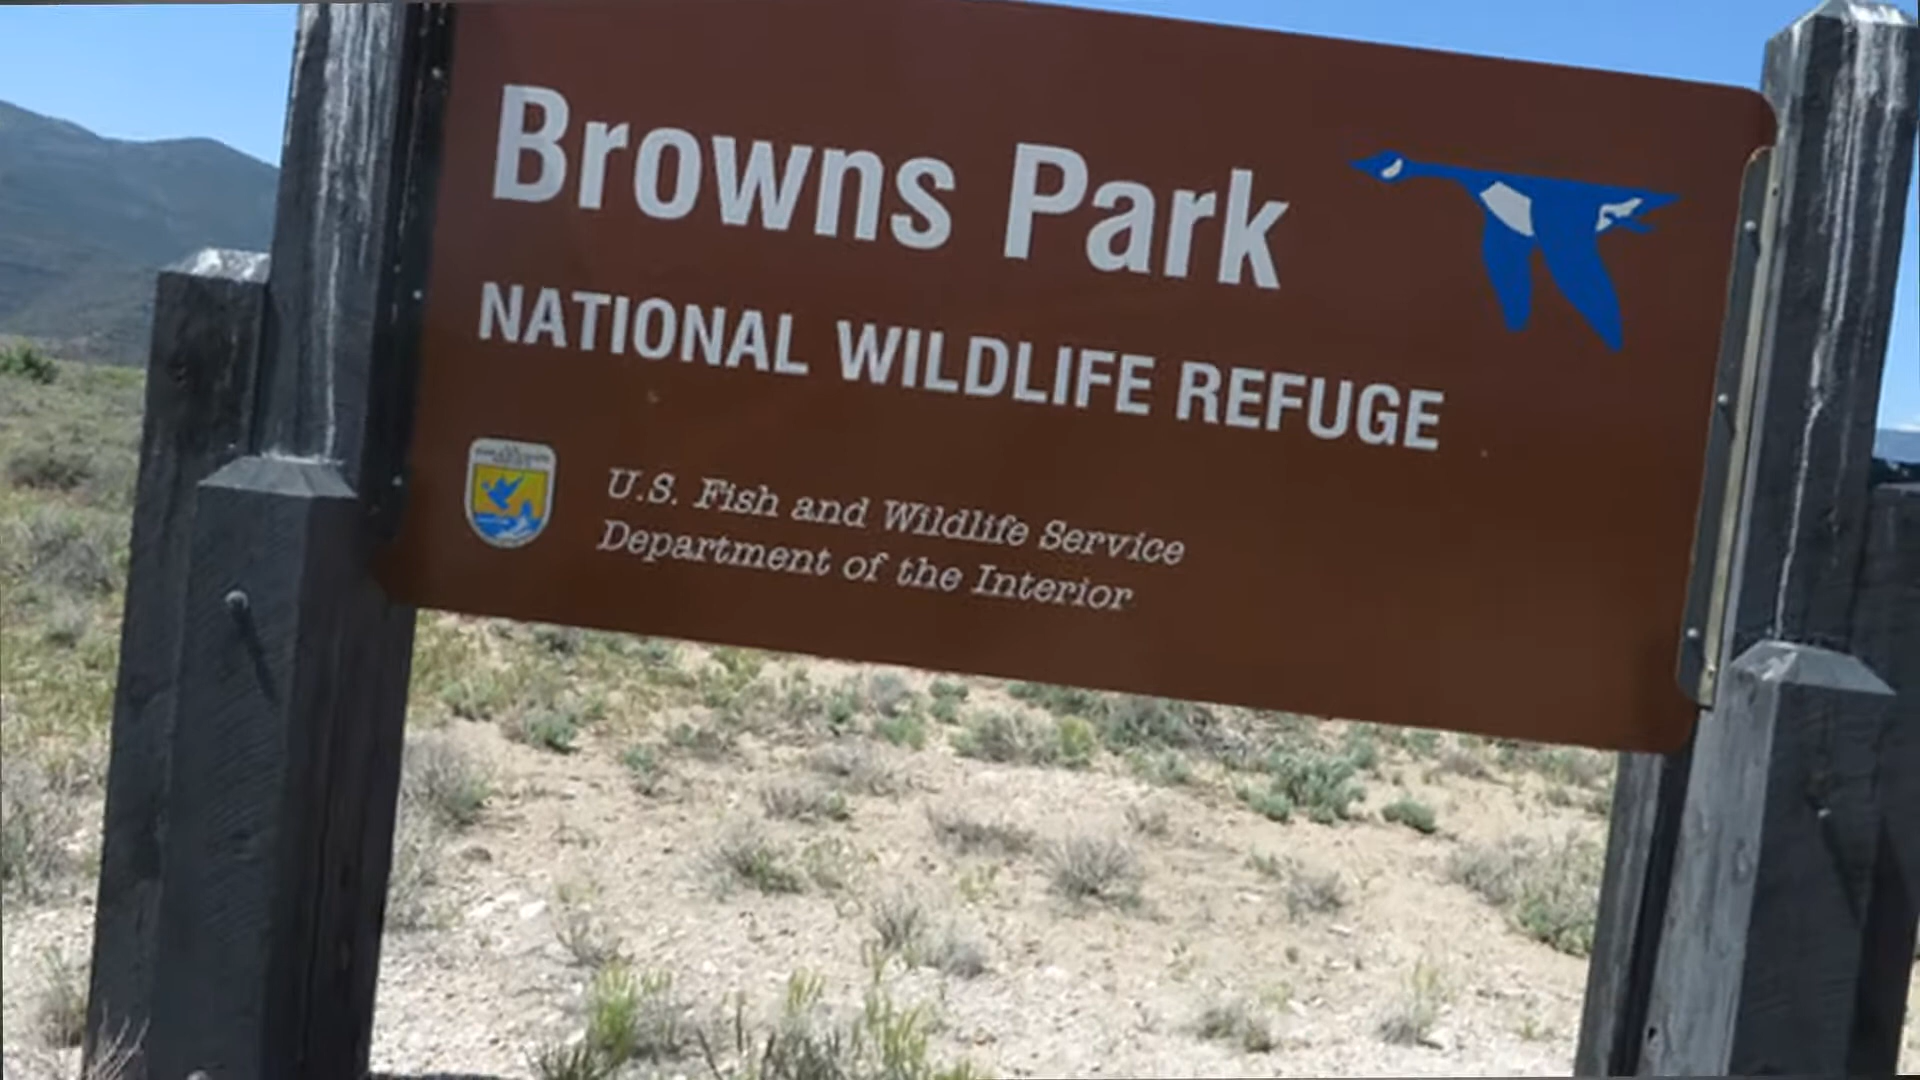 Browns Park
NATIONAL WILDLIFE REFUGE
U.S. Fish and Wildlife Service
Department of the Interior